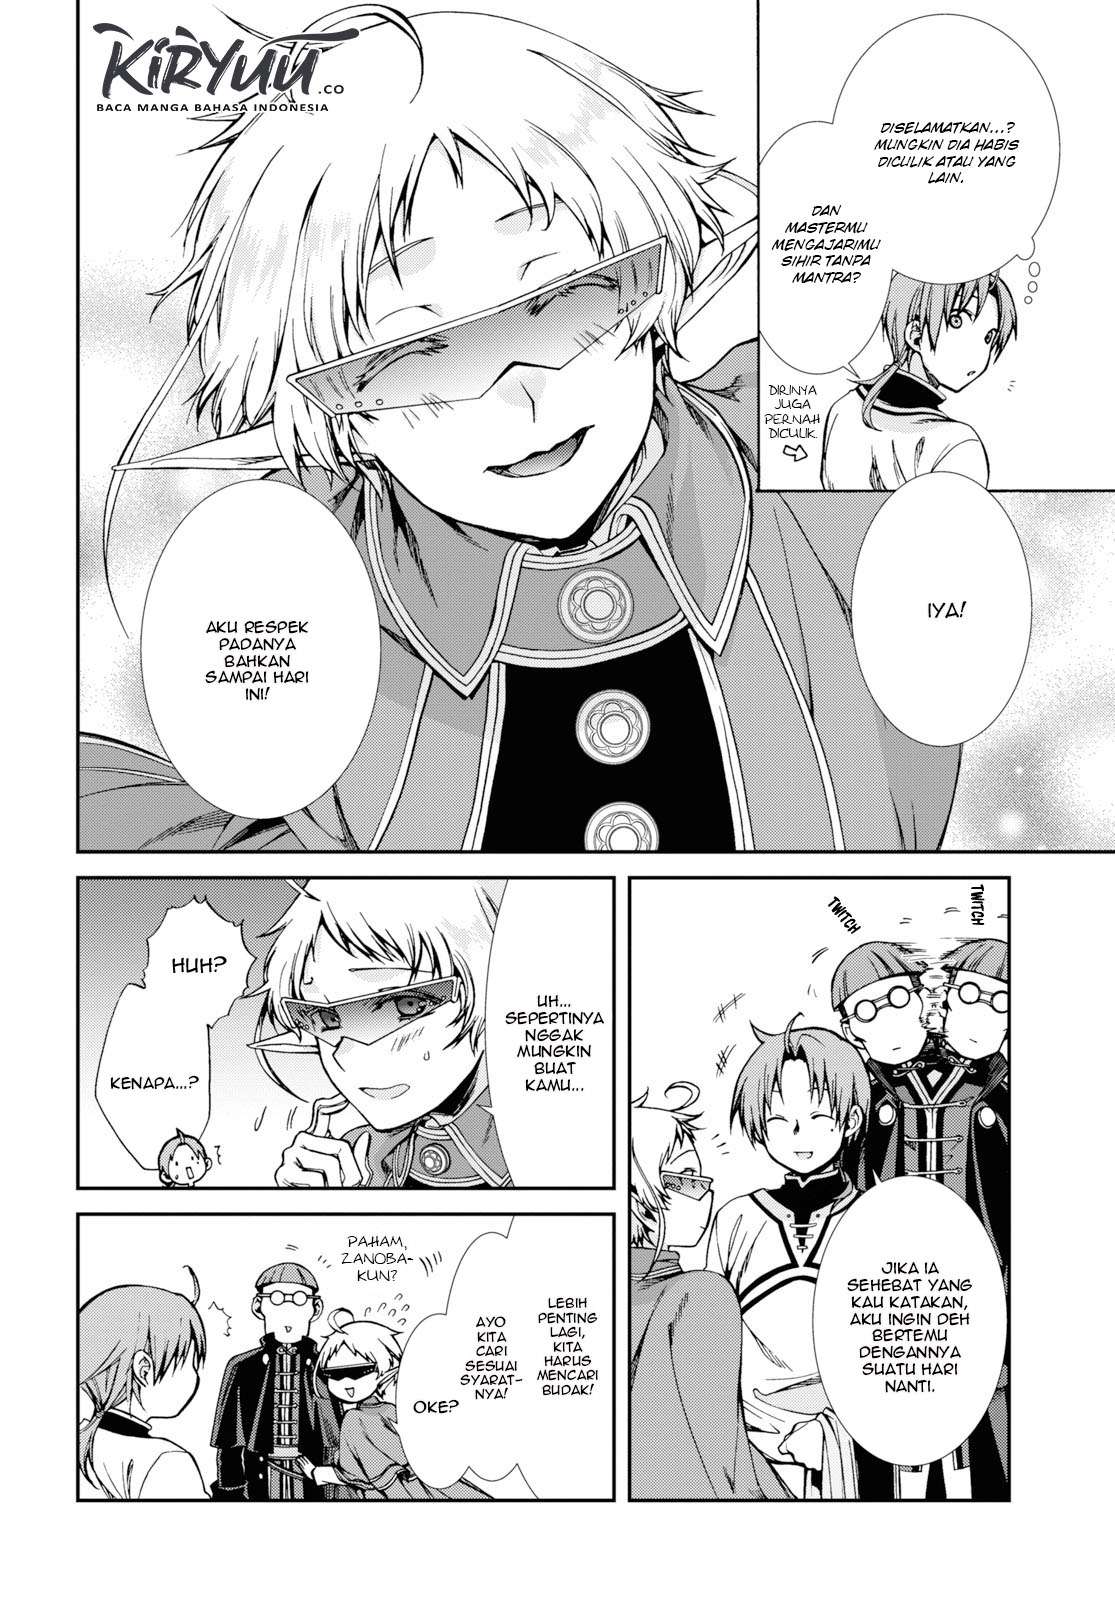 KIRYUU.CO
BACA MANGA BAHASA INDONESIA
DISELAMATKAN...?
MUNGKIN DIA HABIS
DICULIK ATAU YANG
LAIN.
DAN
MASTERMU
MENGAJARIMU
SIHIR TANPA
MANTRA?
DIRINYA
JUGA
PERNAH
DICULIK.
IYA!
AKU RESPEK
PADANYA
BAHKAN
SAMPAI HARI
INI!
TWITCH
TWITCH
JIKA IA
SEHEBAT YANG
KAU KATAKAN,
AKU INGIN DEH
BERTEMU
DENGANNYA
SUATU HARI
NANTI.
UH...
SEPERTINYA
NGGAK
MUNGKIN
BUAT
KAMU...
HUH?
KENAPA...?
LEBIH
PENTING
LAGI,
KITA
HARUS
MENCARI
BUDAK!
AYO
KITA
CARI
SESUAI
SYARAT-
NYA!
OKE?
PAHAM,
ZANOBA-
KUN?